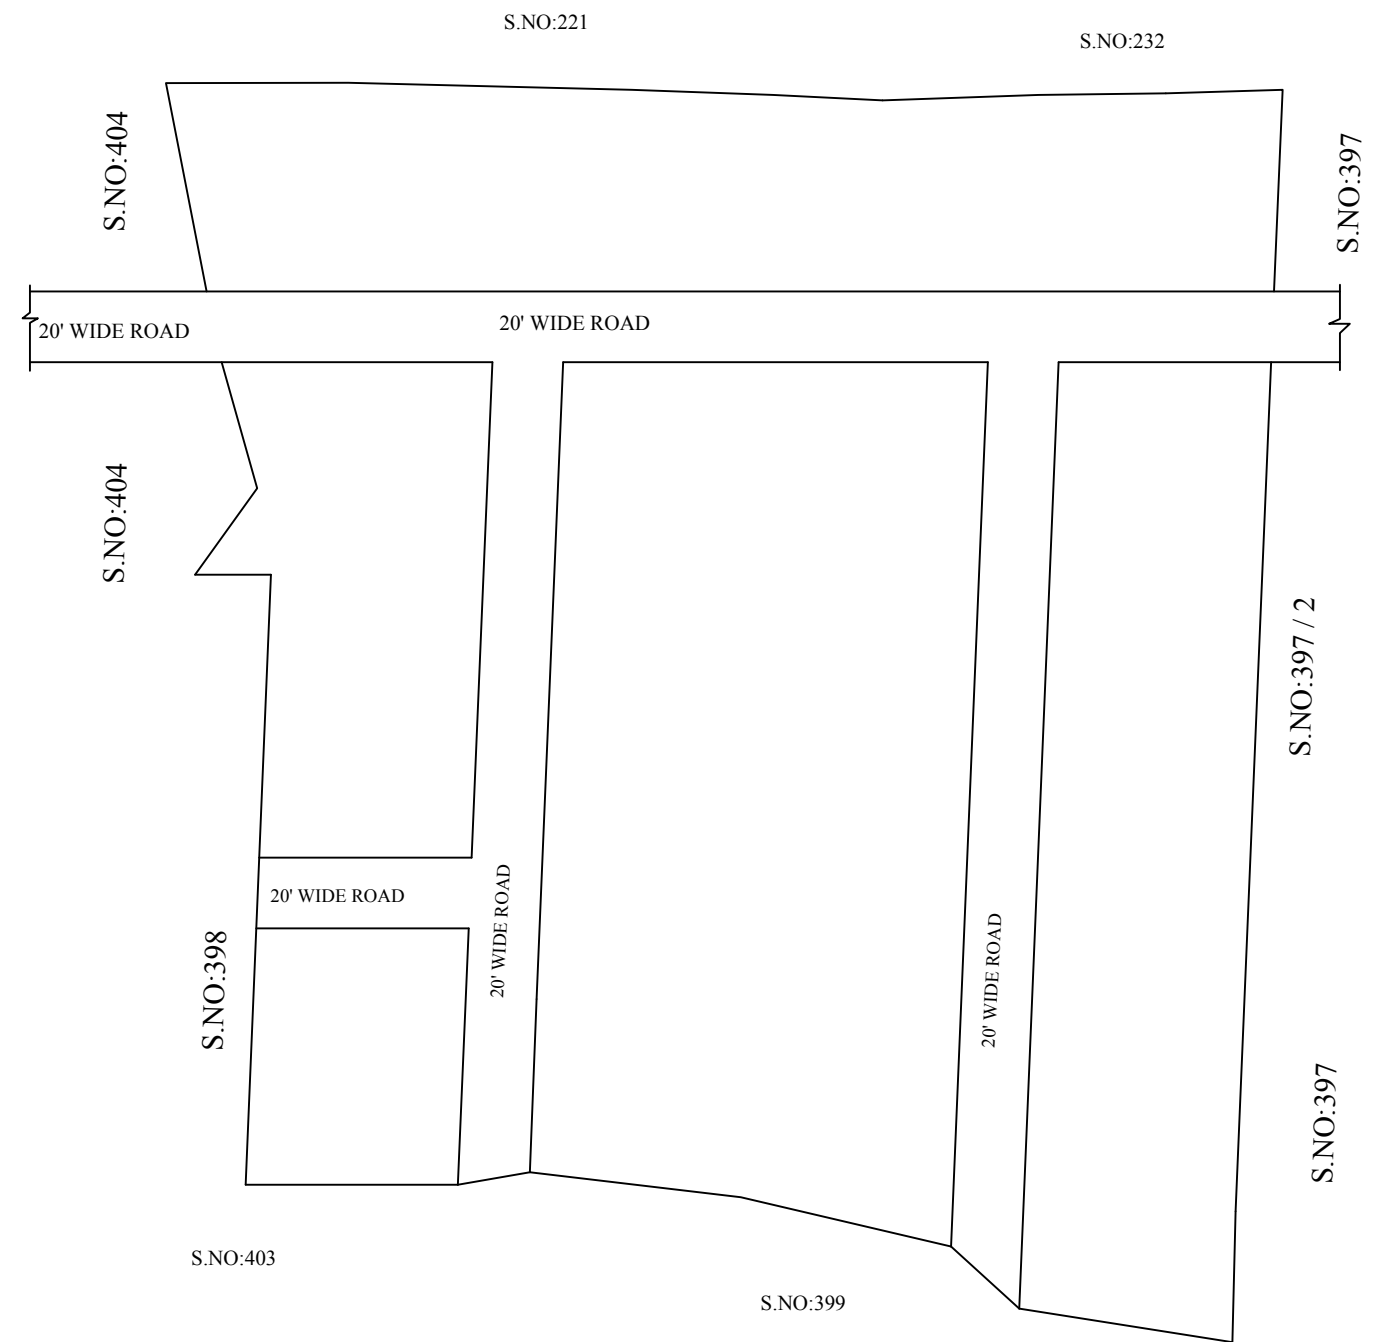 S.NO:221
S.NO:232
S.NO:404
S.NO:397
20' WIDE ROAD
20' WIDE ROAD
S.NO:404
S.NO:397 / 2
20' WIDE ROAD
20' WIDE ROAD
20' WIDE ROAD
S.NO:398
S.NO:397
S.NO:403
S.NO:399